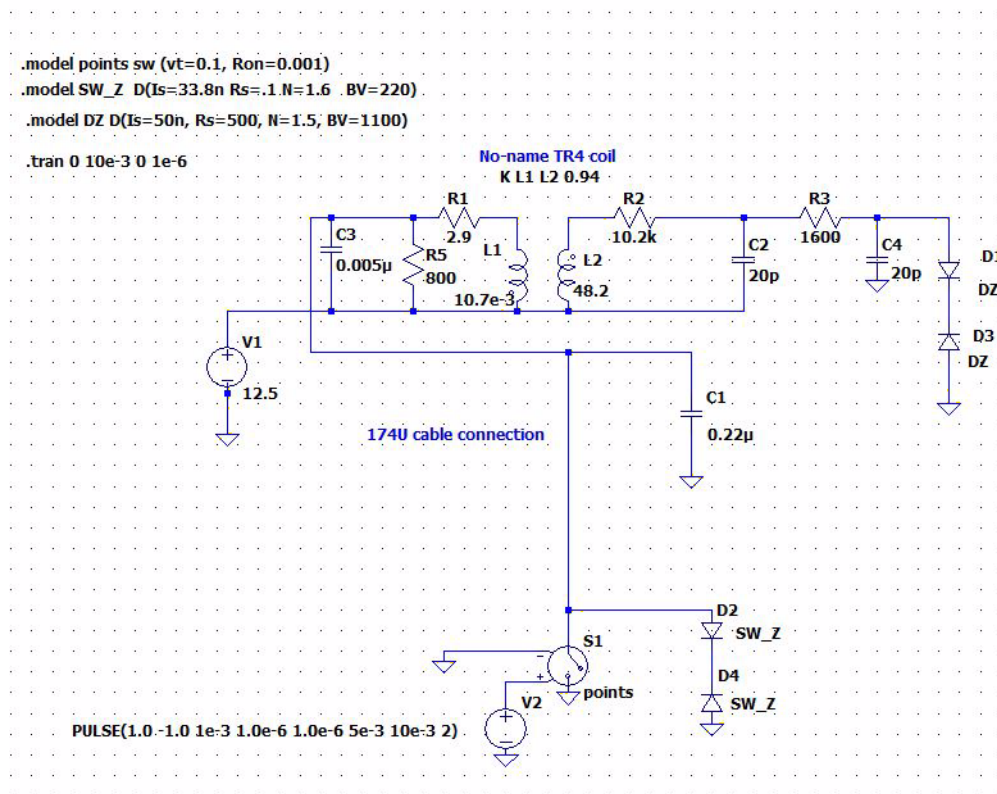 .model points sw (vt=0.1, Ron=0.001)
.model SW_Z D(Is=33.8n Rs=.1 N=1.6 BV=220)
.model DZ D(Is=50n, Rs=500, N=1.5, BV=1100)
.tran 0 10e-3 0 1e-6
No-name TR4 coil
K L1 L2 0.94
R1
2.9
R2
10.2k
R3
1600
C3
0.005µ
R5
800
L1
10.7e-3
L2
48.2
C2
20p
C4
20p
D1
DZ
D3
DZ
V1
12.5
C1
0.22µ
174U cable connection
D2
SW_Z
S1
-
+
points
D4
SW_Z
V2
PULSE(1.0 -1.0 1e-3 1.0e-6 1.0e-6 5e-3 10e-3 2)